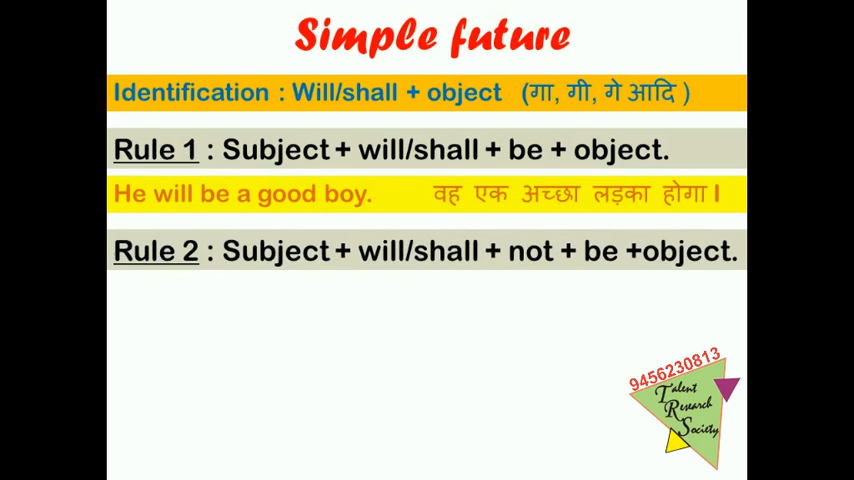 Simple future
Identification : Will/shall + object (गा, गी, गे आदि )
Rule 1 : Subject + will/shall + be + object.
He will be a good boy. वह एक अच्छा लड़का होगा l
Rule 2 : Subject + will/shall + not + be +object.
9456230813
Talent
Research
Society